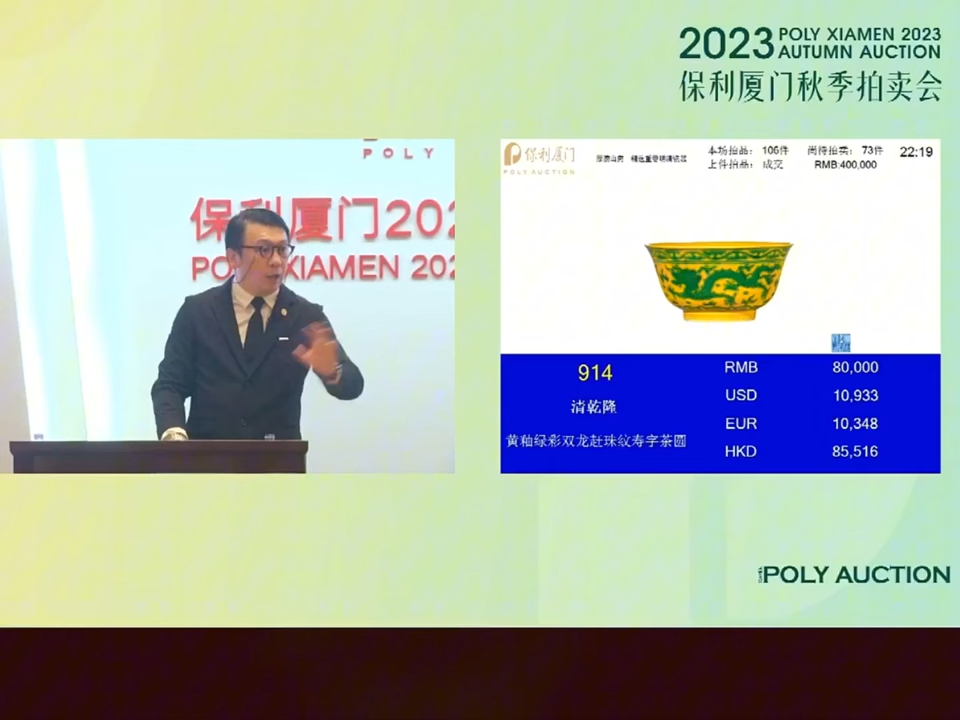 2023 POLY XIAMEN 2023
AUTUMN AUCTION
保利厦门秋季拍卖会
POLY
保利厦门202
PO XIAMEN 202
保利厦门
POLY AUCTION
本场拍品： 106件 尚待拍卖： 73件 22:19
上件拍品： 成交 RMB:400,000
914
清乾隆
黄釉绿彩双龙赶珠纹寿字茶圆
RMB 80,000
USD 10,933
EUR 10,348
HKD 85,516
POLY AUCTION